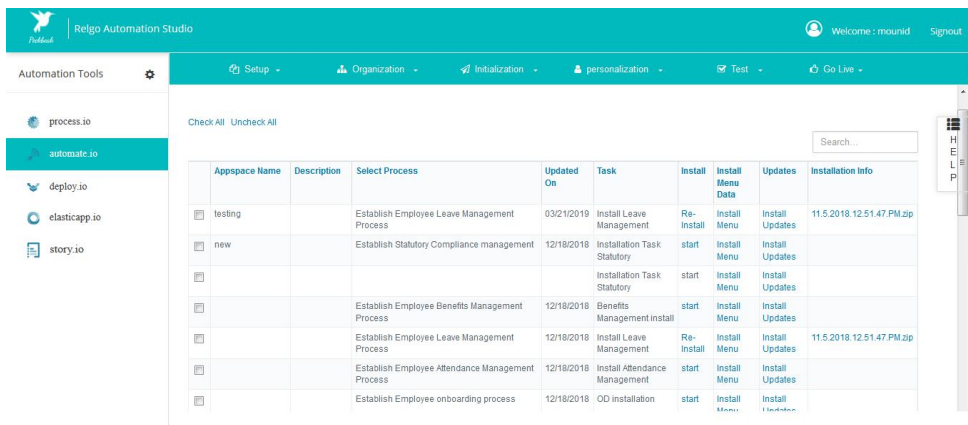 Relgo Automation Studio
Welcome : mounid Signout
Prokhash
Automation Tools
Setup Organization Initialization personalization Test Go Live
process.io
automate.io
deploy.io
elasticapp.io
story.io
Check All Uncheck All
Search...
HELP
Appspace Name Description Select Process Updated On Task Install Install Menu Data Updates Installation Info
testing Establish Employee Leave Management Process 03/21/2019 Install Leave Management Re-Install Install Menu Install Updates 11.5.2018.12.51.47.PM.zip
new Establish Statutory Compliance management 12/18/2018 Installation Task Statutory start Install Menu Install Updates
Installation Task Statutory start Install Menu Install Updates
Establish Employee Benefits Management Process 12/18/2018 Benefits Management install start Install Menu Install Updates
Establish Employee Leave Management Process 12/18/2018 Install Leave Management Re-Install Install Menu Install Updates 11.5.2018.12.51.47.PM.zip
Establish Employee Attendance Management Process 12/18/2018 Install Attendance Management start Install Menu Install Updates
Establish Employee onboarding process 12/18/2018 OD installation start Install Menu Install Updates